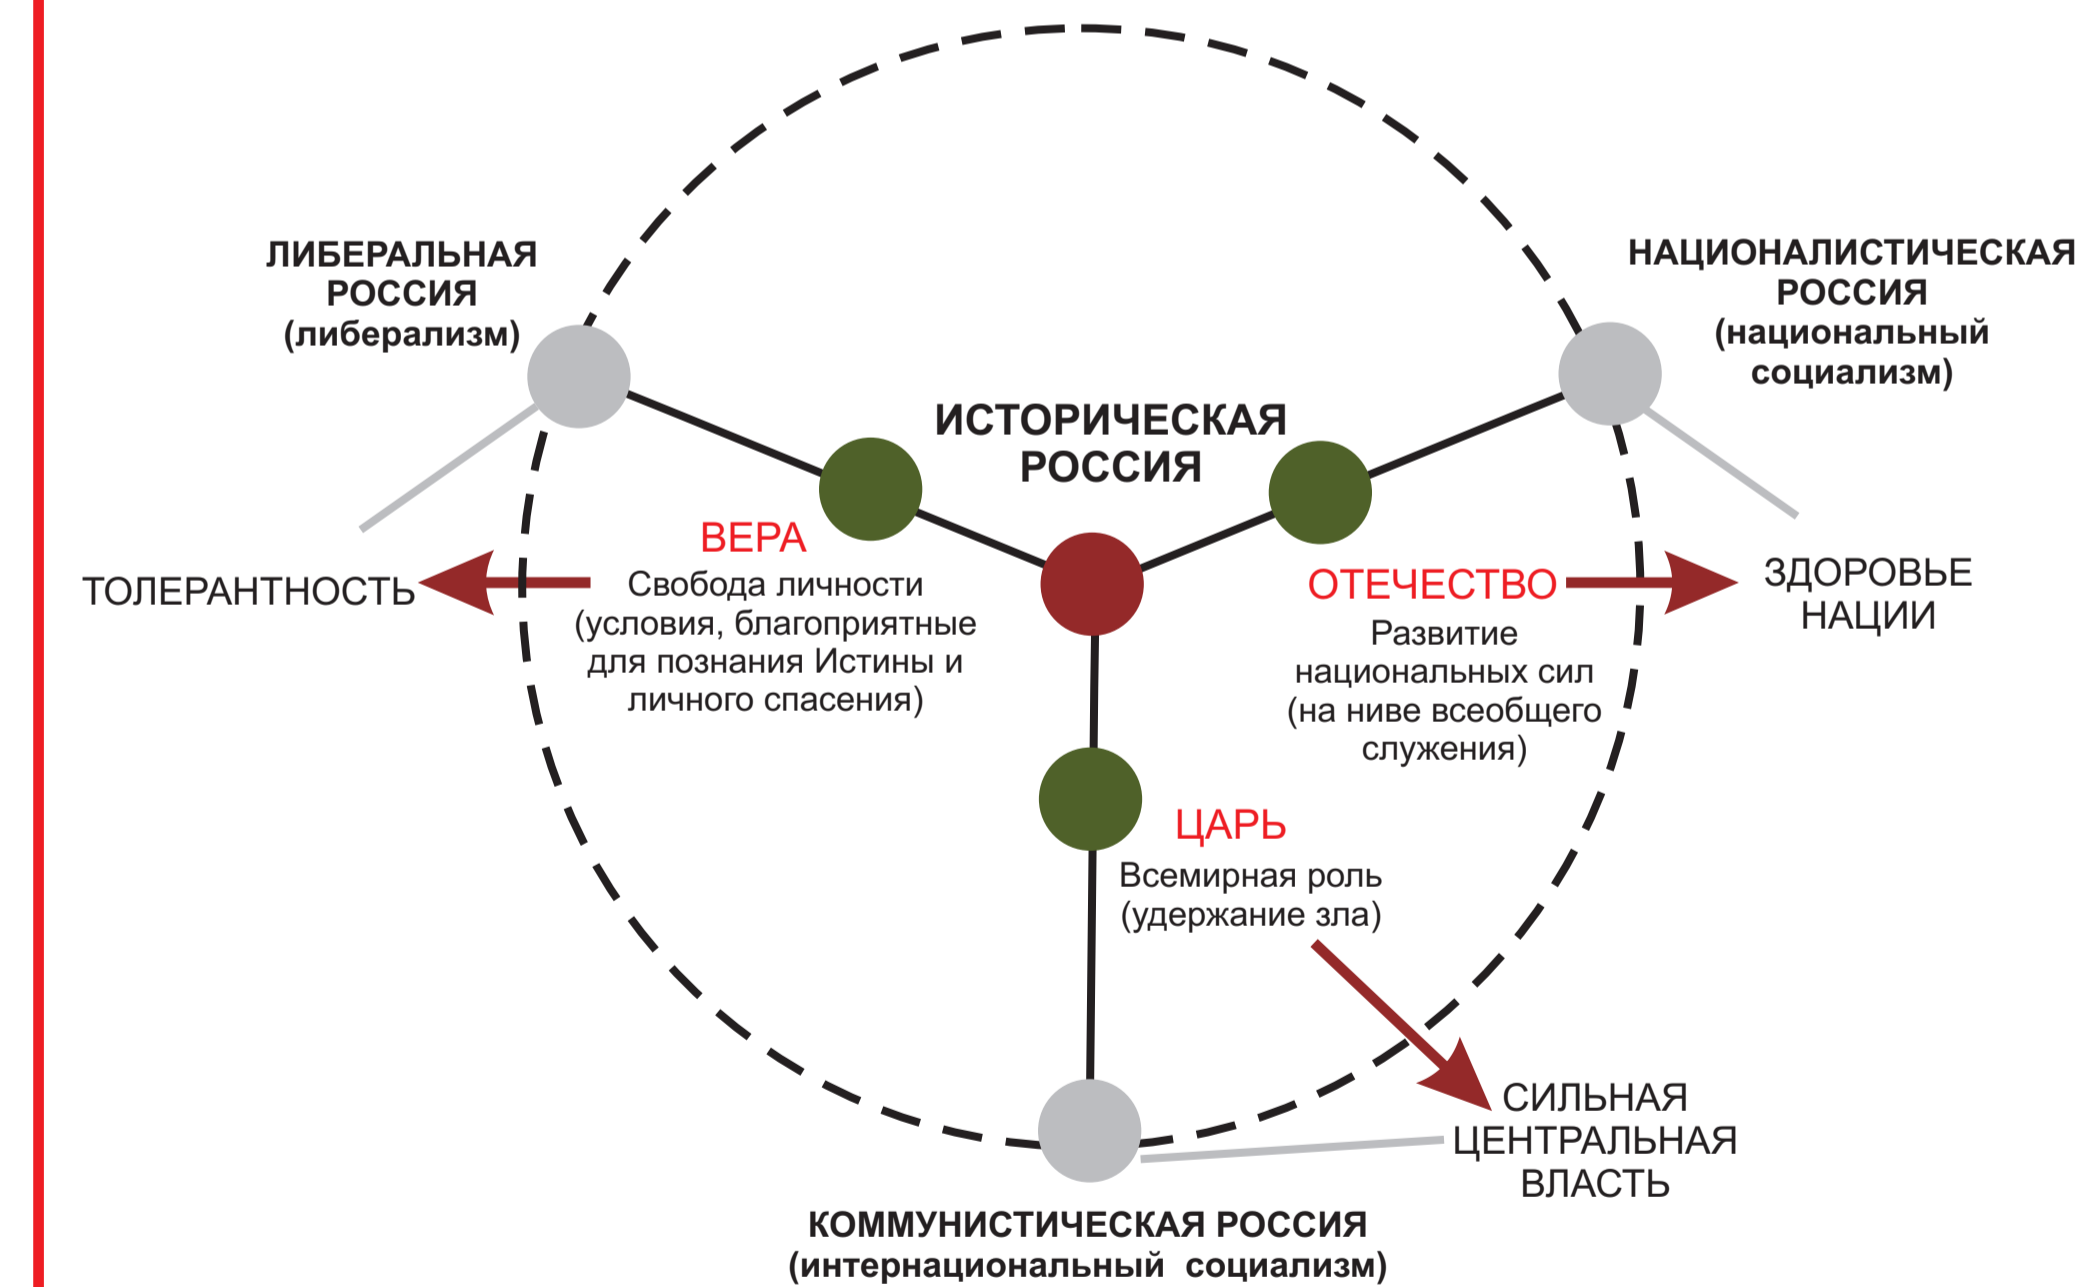 ЛИБЕРАЛЬНАЯ
РОССИЯ
(либерализм)
НАЦИОНАЛИСТИЧЕСКАЯ
РОССИЯ
(национальный
социализм)
ИСТОРИЧЕСКАЯ
РОССИЯ
ТОЛЕРАНТНОСТЬ
ВЕРА
Свобода личности
(условия, благоприятные
для познания Истины и
личного спасения)
ОТЕЧЕСТВО
Развитие
национальных сил
(на ниве всеобщего
служения)
ЗДОРОВЬЕ
НАЦИИ
ЦАРЬ
Всемирная роль
(удержание зла)
СИЛЬНАЯ
ЦЕНТРАЛЬНАЯ
ВЛАСТЬ
КОММУНИСТИЧЕСКАЯ РОССИЯ
(интернациональный социализм)